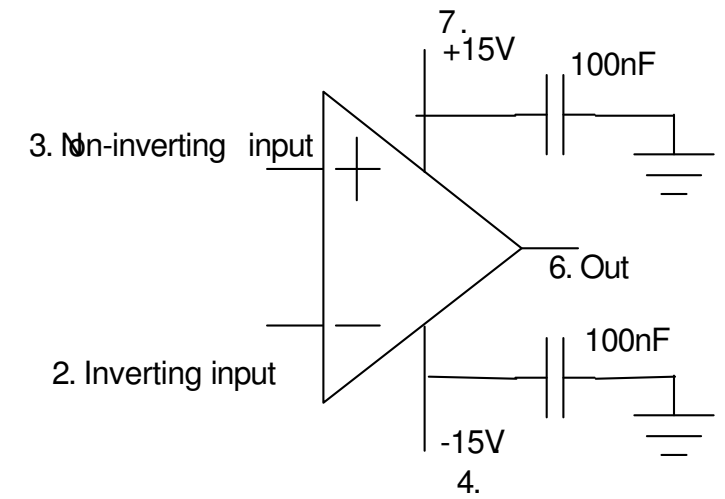 7.
+15V
100nF
3. Non-inverting input
6. Out
100nF
2. Inverting input
-15V
4.